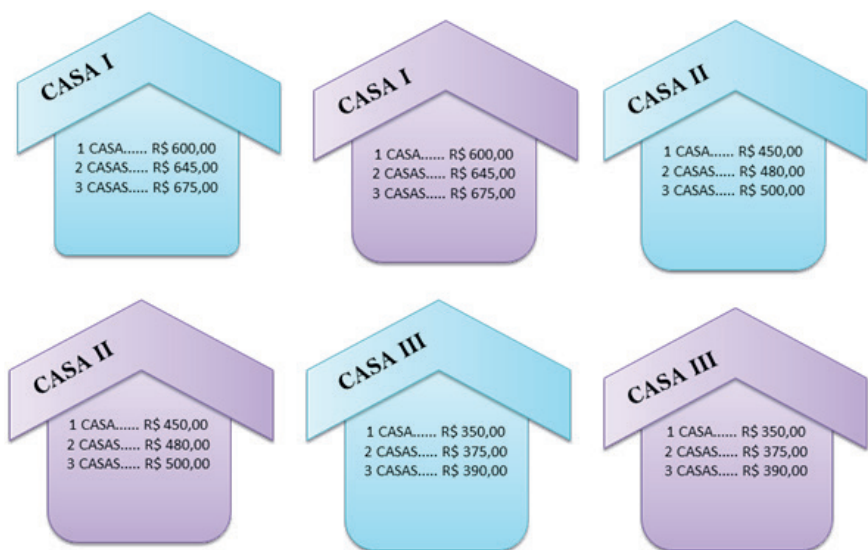 CASA I
1 CASA...... R$ 600,00
2 CASAS..... R$ 645,00
3 CASAS..... R$ 675,00
CASA I
1 CASA...... R$ 600,00
2 CASAS..... R$ 645,00
3 CASAS..... R$ 675,00
CASA II
1 CASA...... R$ 450,00
2 CASAS..... R$ 480,00
3 CASAS..... R$ 500,00
CASA II
1 CASA...... R$ 450,00
2 CASAS..... R$ 480,00
3 CASAS..... R$ 500,00
CASA III
1 CASA...... R$ 350,00
2 CASAS..... R$ 375,00
3 CASAS..... R$ 390,00
CASA III
1 CASA...... R$ 350,00
2 CASAS..... R$ 375,00
3 CASAS..... R$ 390,00